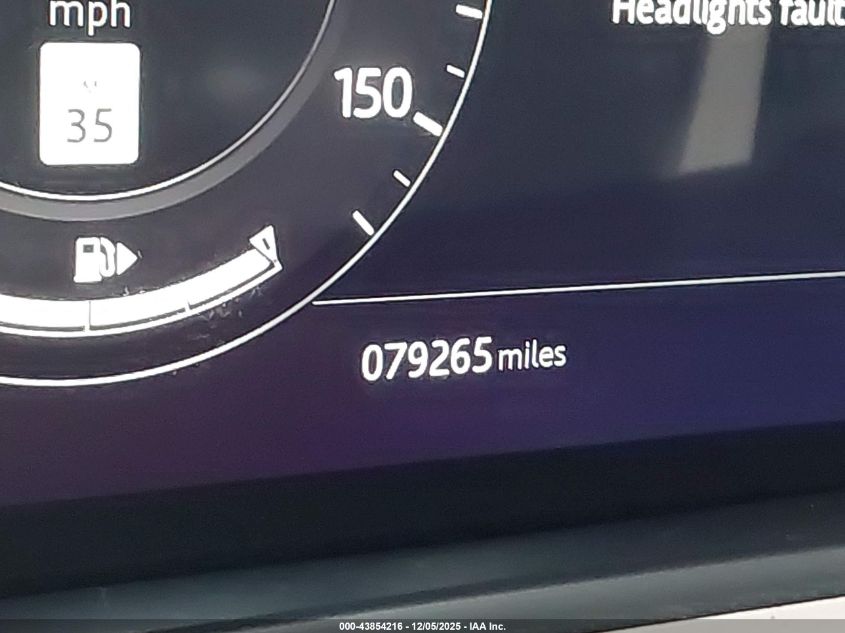 mph
Headlights fault
35
150
079265 miles
000-43854216 - 12/05/2025 - IAA Inc.